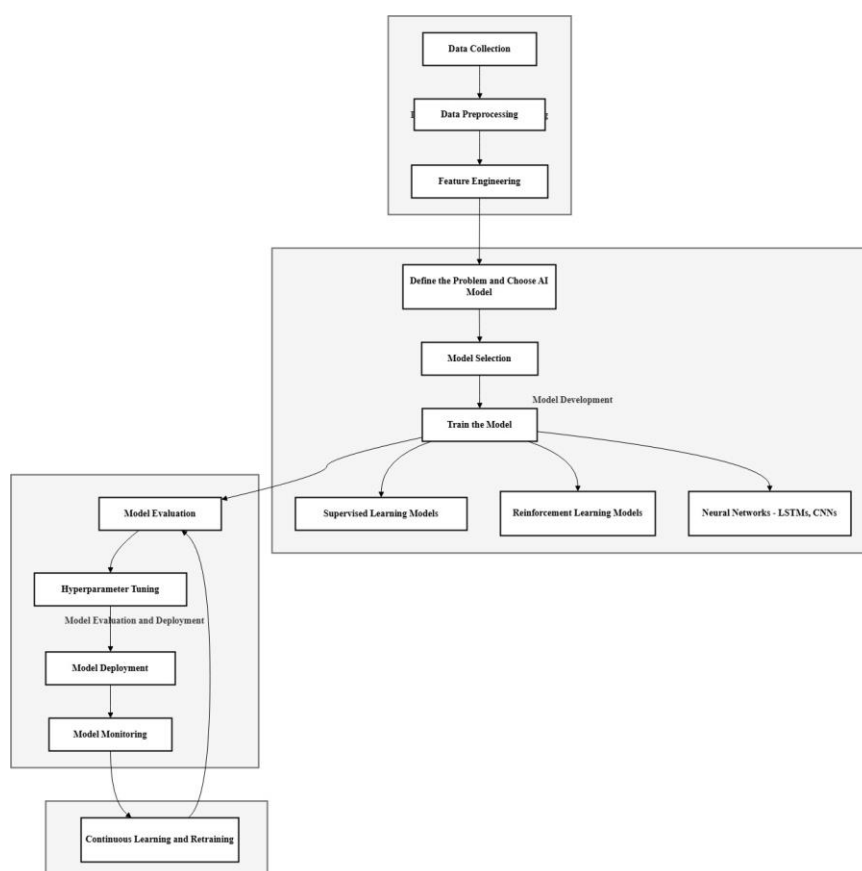 Data Collection
Data Preprocessing
Feature Engineering
Define the Problem and Choose AI
Model
Model Selection
Model Development
Train the Model
Model Evaluation
Supervised Learning Models
Reinforcement Learning Models
Neural Networks - LSTMs, CNNs
Hyperparameter Tuning
Model Evaluation and Deployment
Model Deployment
Model Monitoring
Continuous Learning and Retraining